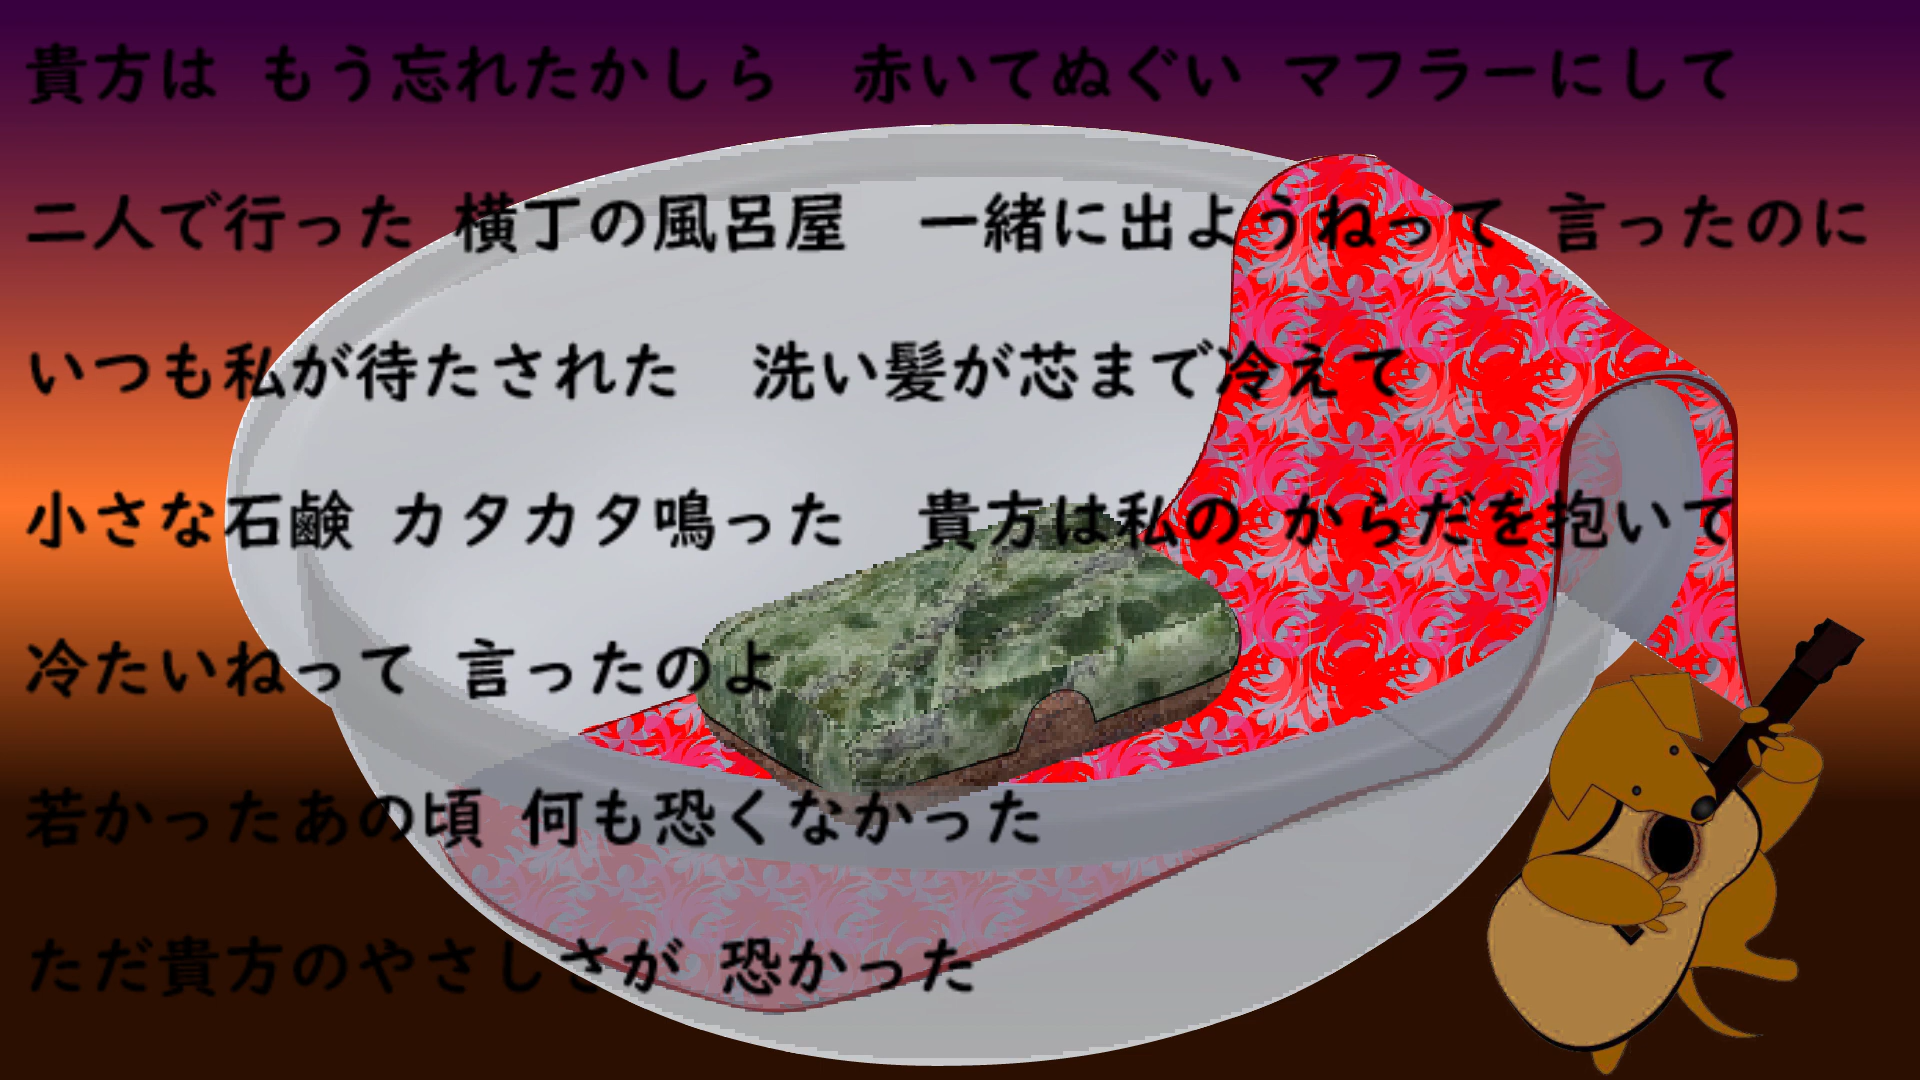 貴方は もう忘れたかしら　赤いてぬぐい マフラーにして
二人で行った 横丁の風呂屋　一緒に出ようねって 言ったのに
いつも私が待たされた　洗い髪が芯まで冷えて
小さな石鹸 カタカタ鳴った　貴方は私の からだを抱いて
冷たいねって 言ったのよ
若かったあの頃 何も恐くなかった
ただ貴方のやさしさが 恐かった